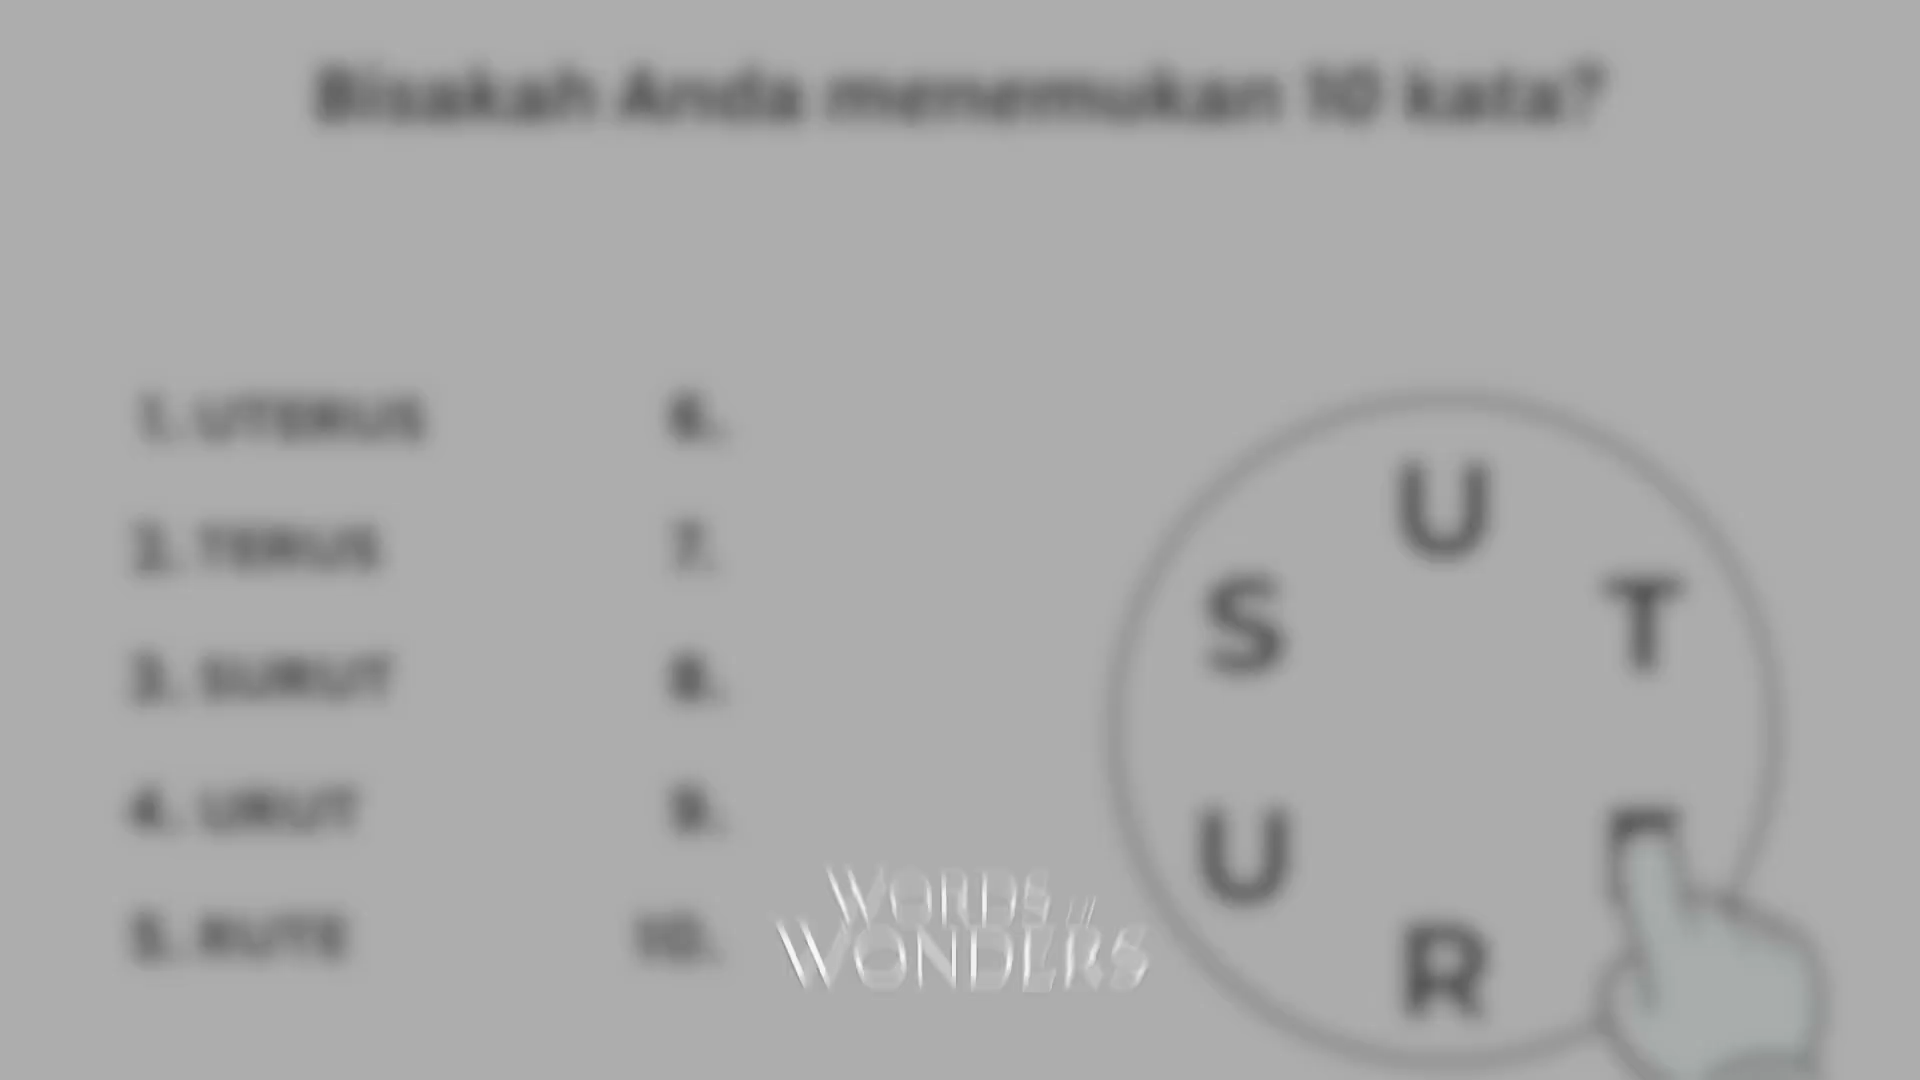 Bisakah Anda menemukan 10 kata?
1. UTERUS
2. TERUS
3. SURUT
4. URUT
5. RUTE
6.
7.
8.
9.
10.
U
S
T
U
R
WORDS
WONDERS